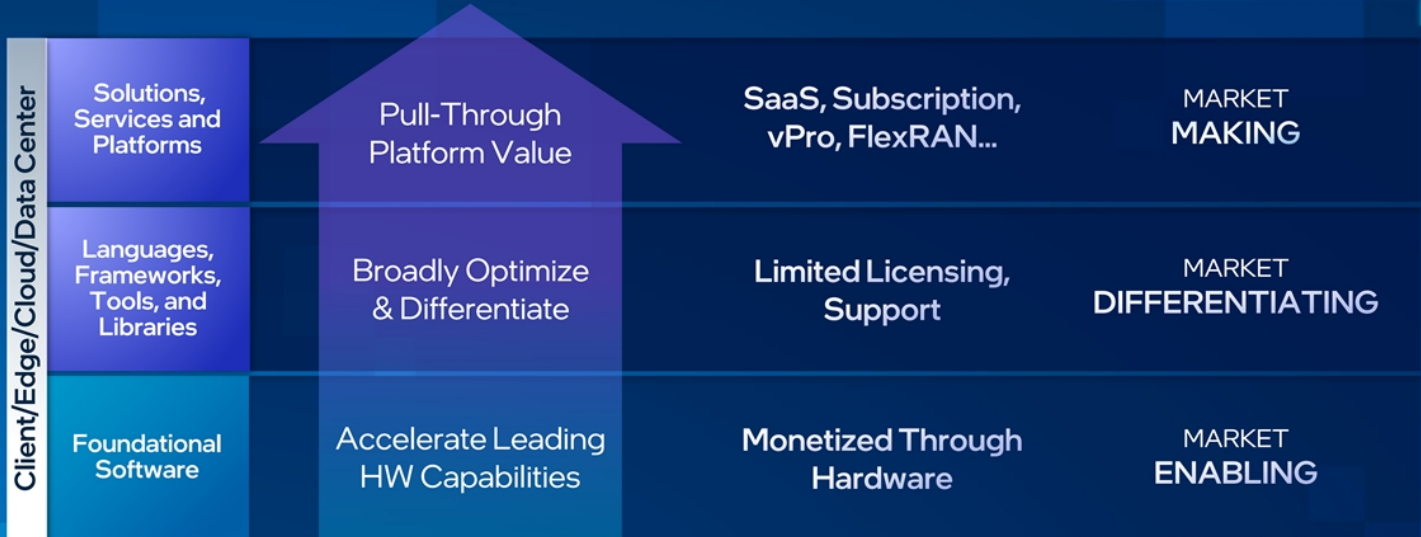 Client/Edge/Cloud/Data Center
Solutions,
Services and
Platforms
Pull-Through
Platform Value
SaaS, Subscription,
vPro, FlexRAN...
MARKET
MAKING
Languages,
Frameworks,
Tools, and
Libraries
Broadly Optimize
& Differentiate
Limited Licensing,
Support
MARKET
DIFFERENTIATING
Foundational
Software
Accelerate Leading
HW Capabilities
Monetized Through
Hardware
MARKET
ENABLING